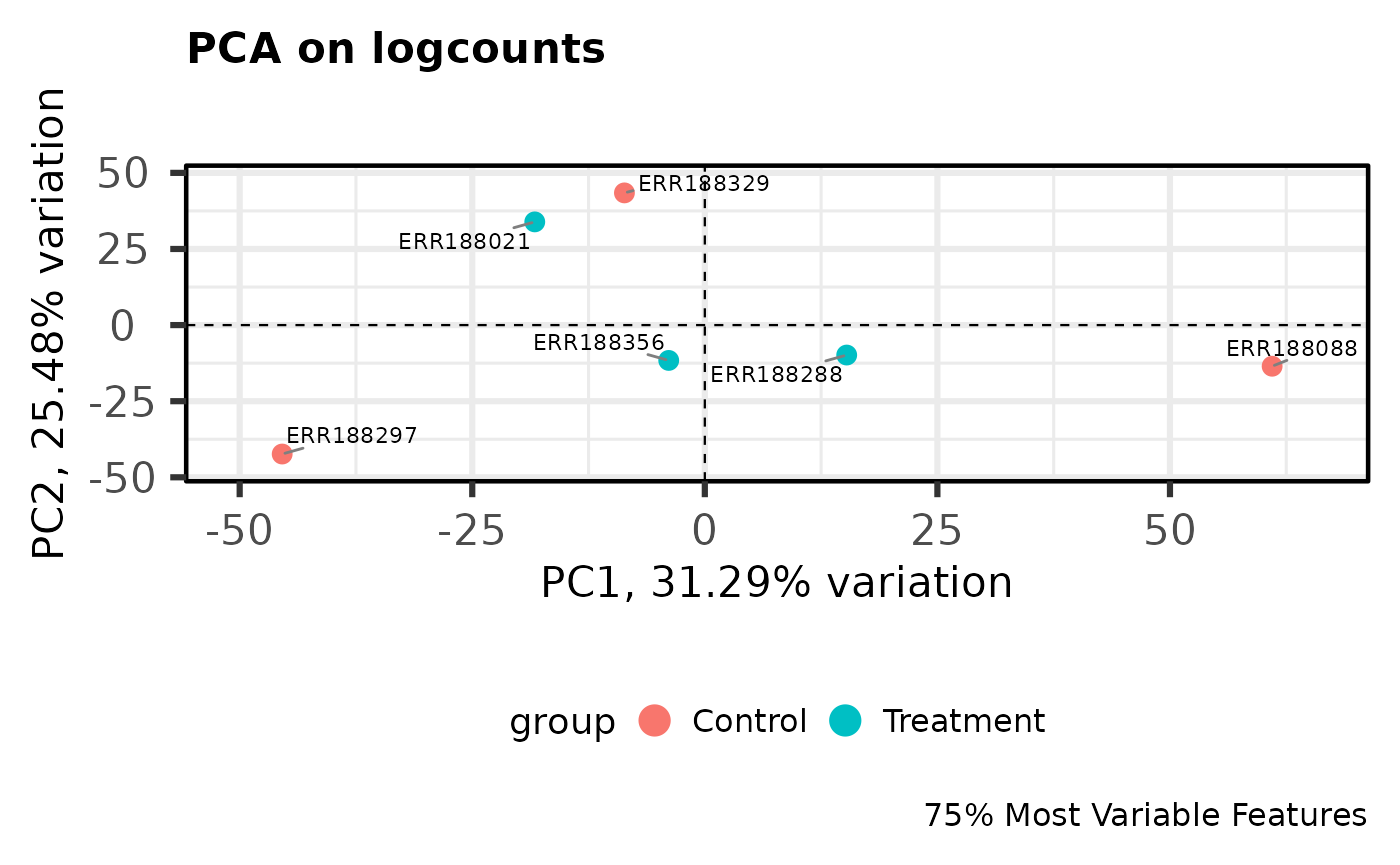 PCA on logcounts
PC2, 25.48% variation
50
25
0
-25
-50
ERR188329
ERR188021
ERR188356
ERR188288
ERR188088
ERR188297
-50
-25
0
25
50
PC1, 31.29% variation
group Control Treatment
75% Most Variable Features